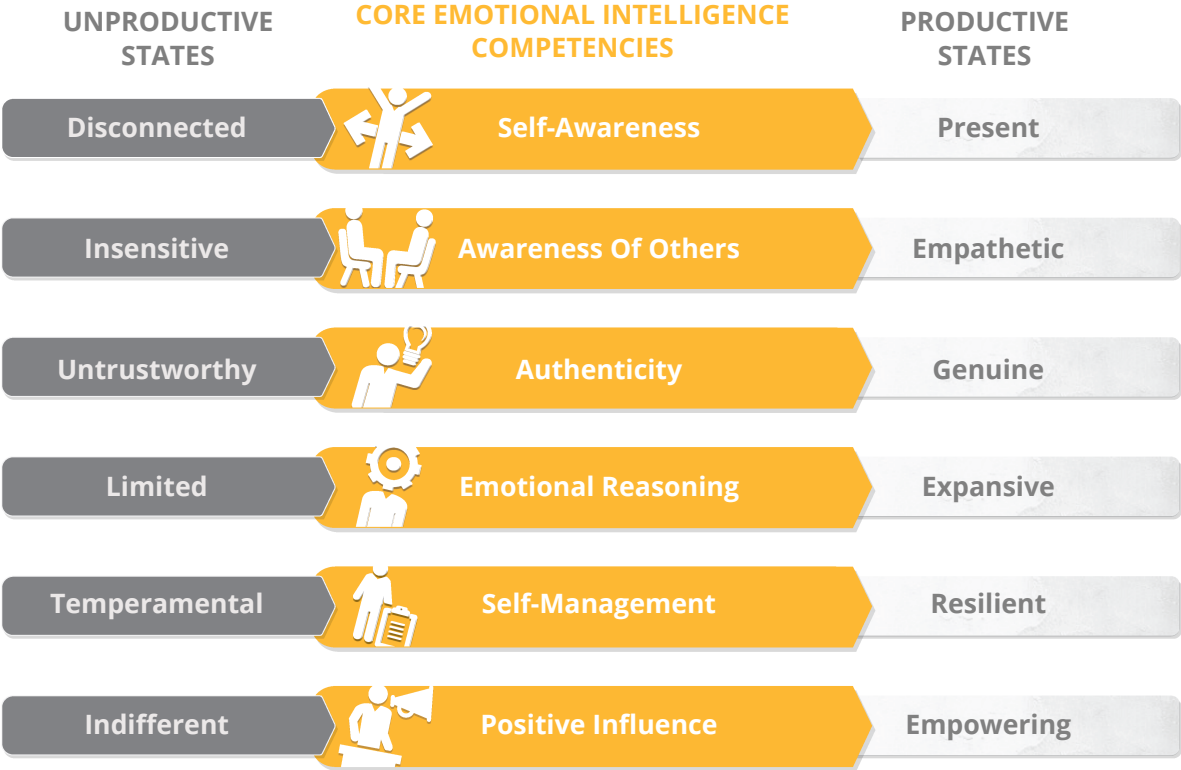 UNPRODUCTIVE
STATES
CORE EMOTIONAL INTELLIGENCE
COMPETENCIES
PRODUCTIVE
STATES
Disconnected
Self-Awareness
Present
Insensitive
Awareness Of Others
Empathetic
Untrustworthy
Authenticity
Genuine
Limited
Emotional Reasoning
Expansive
Temperamental
Self-Management
Resilient
Indifferent
Positive Influence
Empowering